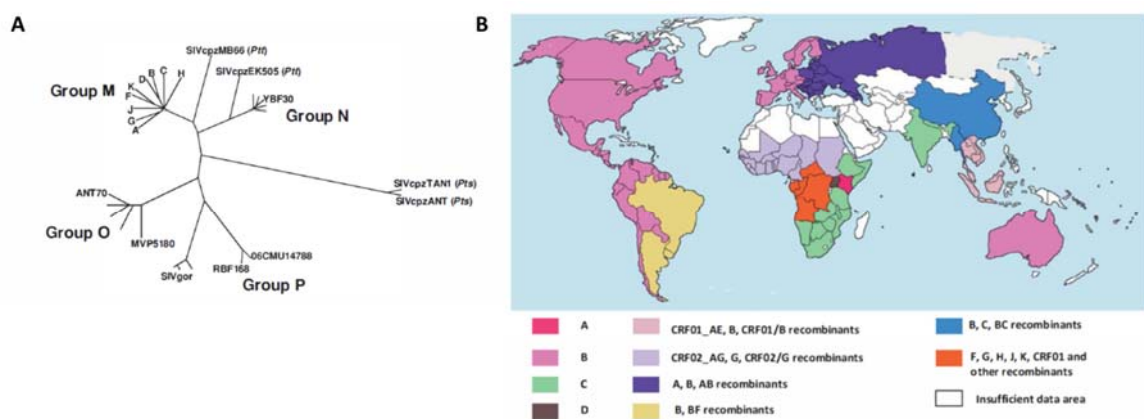 A
SIVcpzMB66 (Ptt)
SIVcpzEK505 (Ptt)
H
C
B
D
K
F
J
G
A
Group M
YBF30
Group N
SIVcpzTAN1 (Pts)
SIVcpzANT (Pts)
ANT70
Group O
MVP5180
SIVgor
06CMU14788
RBF168
Group P
B
A
B
C
D
CRF01_AE, B, CRF01/B recombinants
CRF02_AG, G, CRF02/G recombinants
A, B, AB recombinants
B, BF recombinants
B, C, BC recombinants
F, G, H, J, K, CRF01 and
other recombinants
Insufficient data area